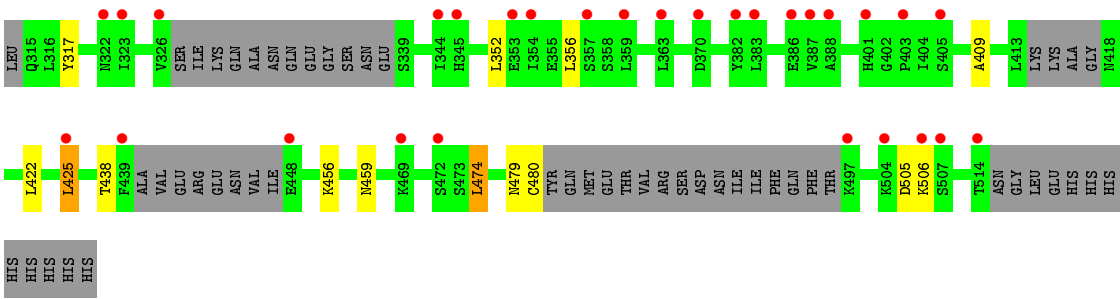 LEU Q315 L316 Y317 N322 I323 V326 SER ILE LYS GLN ALA ASN GLN GLU GLY SER ASN GLU S339 I344 H345 L352 E353 I354 E355 L356 S357 S358 L359 L363 D370 Y382 L383 E386 V387 A388 H401 G402 P403 I404 S405 A409 L413 LYS LYS ALA GLY N418
L422 L425 T438 F439 ALA VAL GLU ARG GLU ASN VAL ILE E448 K456 N459 K469 S472 S473 L474 N479 C480 TYR GLN MET GLU THR VAL ARG SER ASP ASN ILE ILE PHE GLN PHE THR K497 K504 D505 K506 S507 T514 ASN GLY LEU GLU HIS HIS HIS
HIS HIS HIS HIS HIS